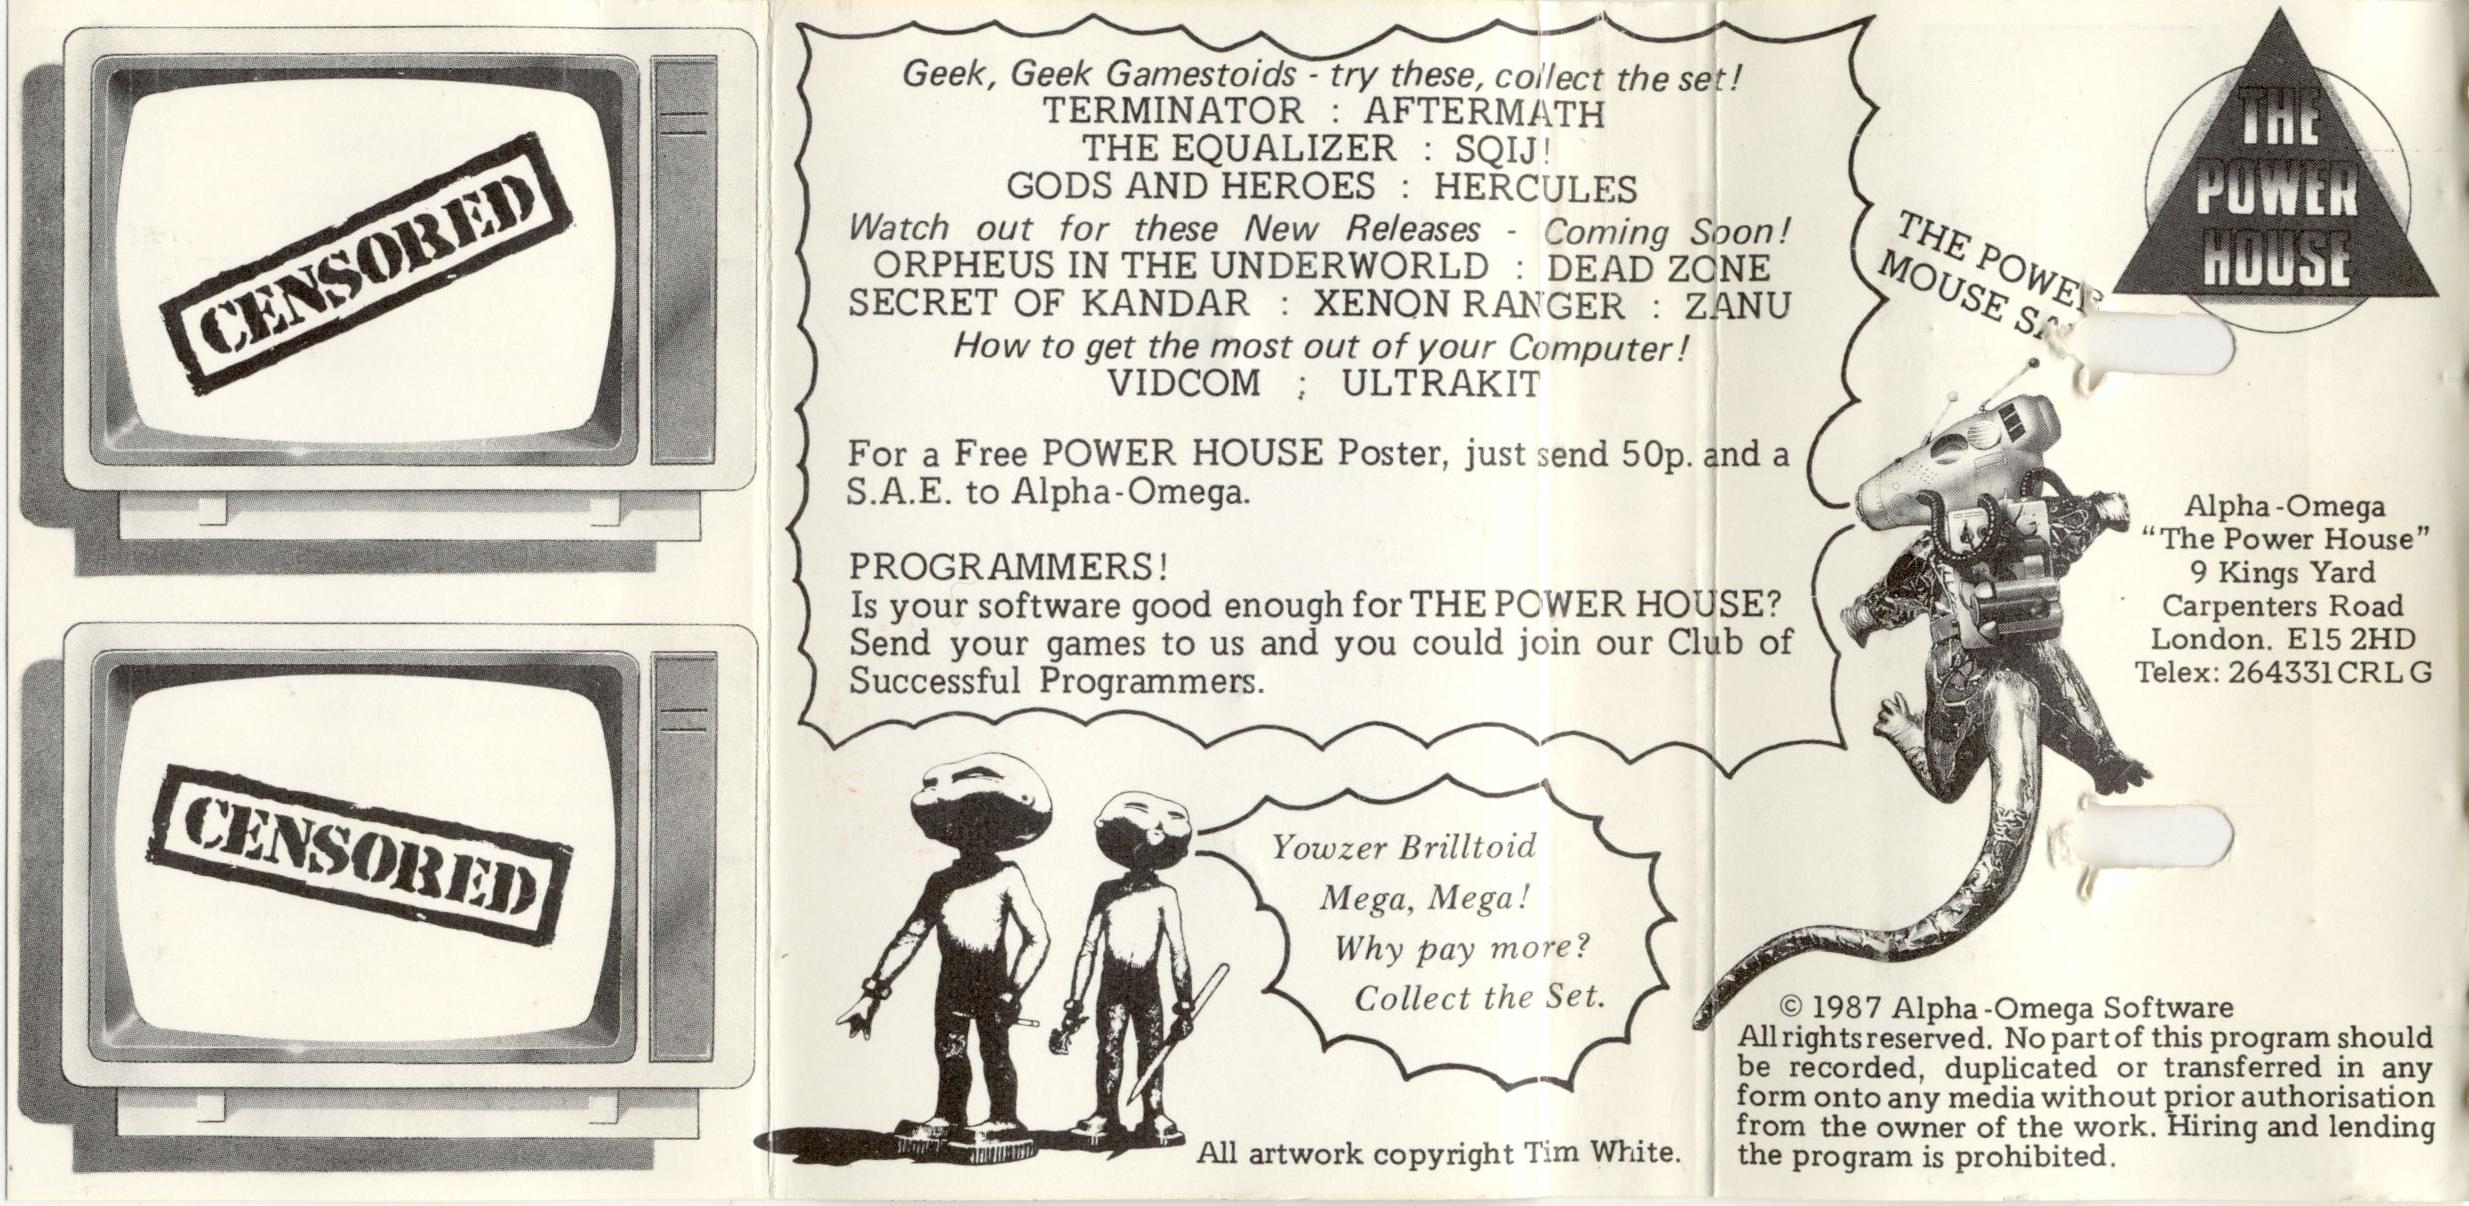 CENSORED
CENSORED
Geek, Geek Gamestoids - try these, collect the set!
TERMINATOR : AFTERMATH
THE EQUALIZER : SQIJ!
GODS AND HEROES : HERCULES
Watch out for these New Releases - Coming Soon!
ORPHEUS IN THE UNDERWORLD : DEAD ZONE
SECRET OF KANDAR : XENON RANGER : ZANU
How to get the most out of your Computer!
VIDCOM : ULTRAKIT
For a Free POWER HOUSE Poster, just send 50p. and a
S.A.E. to Alpha-Omega.
PROGRAMMERS!
Is your software good enough for THE POWER HOUSE?
Send your games to us and you could join our Club of
Successful Programmers.
Yowzer Brilltoid
Mega, Mega!
Why pay more?
Collect the Set.
All artwork copyright Tim White.
THE POWER
MOUSE
THE
POWER
HOUSE
Alpha-Omega
“The Power House”
9 Kings Yard
Carpenters Road
London. E15 2HD
Telex: 264331CRL G
© 1987 Alpha-Omega Software
All rights reserved. No part of this program should
be recorded, duplicated or transferred in any
form onto any media without prior authorisation
from the owner of the work. Hiring and lending
the program is prohibited.